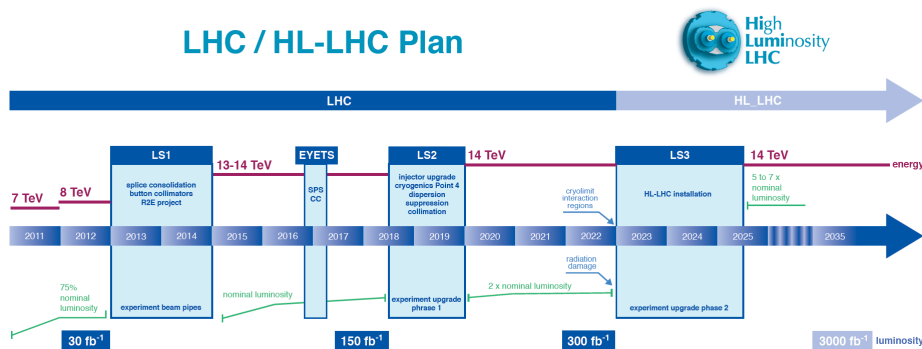 LHC / HL-LHC Plan
High
Luminosity
LHC
LHC
HL_LHC
LS1
EYETS
LS2
LS3
7 TeV
8 TeV
13-14 TeV
14 TeV
14 TeV
energy
splice consolidation
button collimators
R2E project
SPS
CC
injector upgrade
cryogenics Point 4
dispersion
suppression
collimation
cryolimit
interaction
regions
HL-LHC installation
5 to 7 x
nominal
luminosity
2011
2012
2013
2014
2015
2016
2017
2018
2019
2020
2021
2022
2023
2024
2025
2035
75%
nominal
luminosity
experiment beam pipes
nominal luminosity
experiment upgrade
phrase 1
2 x nominal luminosity
radiation
damage
experiment upgrade phase 2
30 fb-1
150 fb-1
300 fb-1
3000 fb-1
luminosity